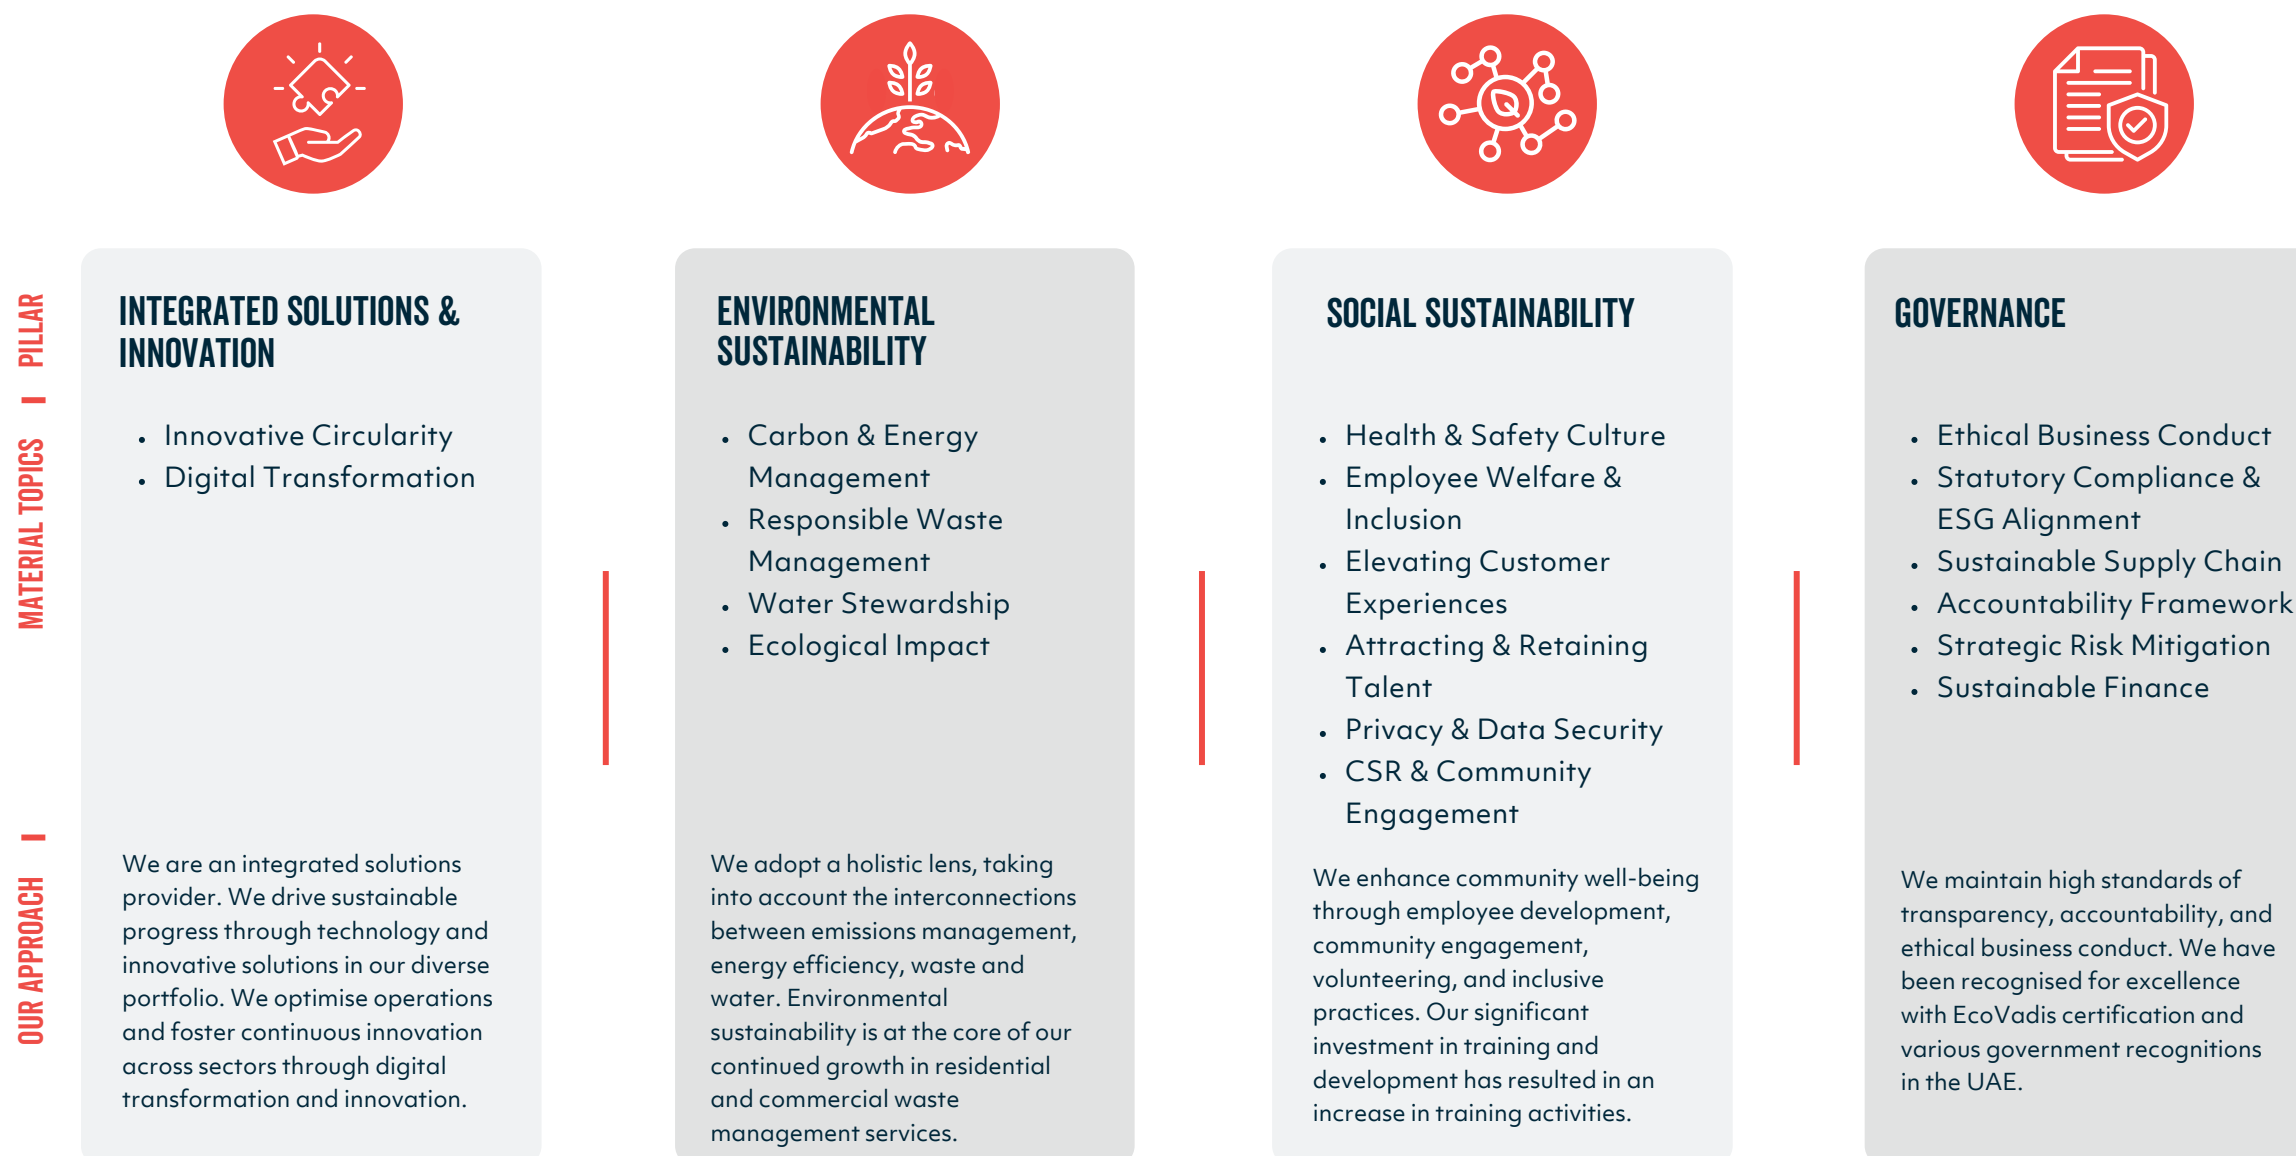 PILLAR
MATERIAL TOPICS
OUR APPROACH
INTEGRATED SOLUTIONS &
INNOVATION
• Innovative Circularity
• Digital Transformation
We are an integrated solutions
provider. We drive sustainable
progress through technology and
innovative solutions in our diverse
portfolio. We optimise operations
and foster continuous innovation
across sectors through digital
transformation and innovation.
ENVIRONMENTAL
SUSTAINABILITY
• Carbon & Energy
Management
• Responsible Waste
Management
• Water Stewardship
• Ecological Impact
We adopt a holistic lens, taking
into account the interconnections
between emissions management,
energy efficiency, waste and
water. Environmental
sustainability is at the core of our
continued growth in residential
and commercial waste
management services.
SOCIAL SUSTAINABILITY
• Health & Safety Culture
• Employee Welfare &
Inclusion
• Elevating Customer
Experiences
• Attracting & Retaining
Talent
• Privacy & Data Security
• CSR & Community
Engagement
We enhance community well-being
through employee development,
community engagement,
volunteering, and inclusive
practices. Our significant
investment in training and
development has resulted in an
increase in training activities.
GOVERNANCE
• Ethical Business Conduct
• Statutory Compliance &
ESG Alignment
• Sustainable Supply Chain
• Accountability Framework
• Strategic Risk Mitigation
• Sustainable Finance
We maintain high standards of
transparency, accountability, and
ethical business conduct. We have
been recognised for excellence
with EcoVadis certification and
various government recognitions
in the UAE.